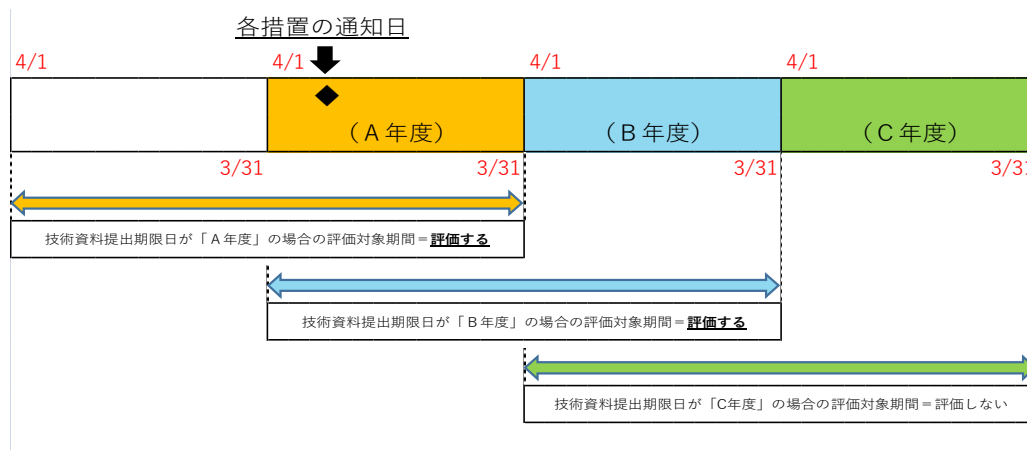 各措置の通知日
4/1 4/1 4/1 4/1
（Ａ年度） （Ｂ年度） （Ｃ年度）
3/31 3/31 3/31 3/31
技術資料提出期限日が「Ａ年度」の場合の評価対象期間＝評価する
技術資料提出期限日が「Ｂ年度」の場合の評価対象期間＝評価する
技術資料提出期限日が「C年度」の場合の評価対象期間＝評価しない